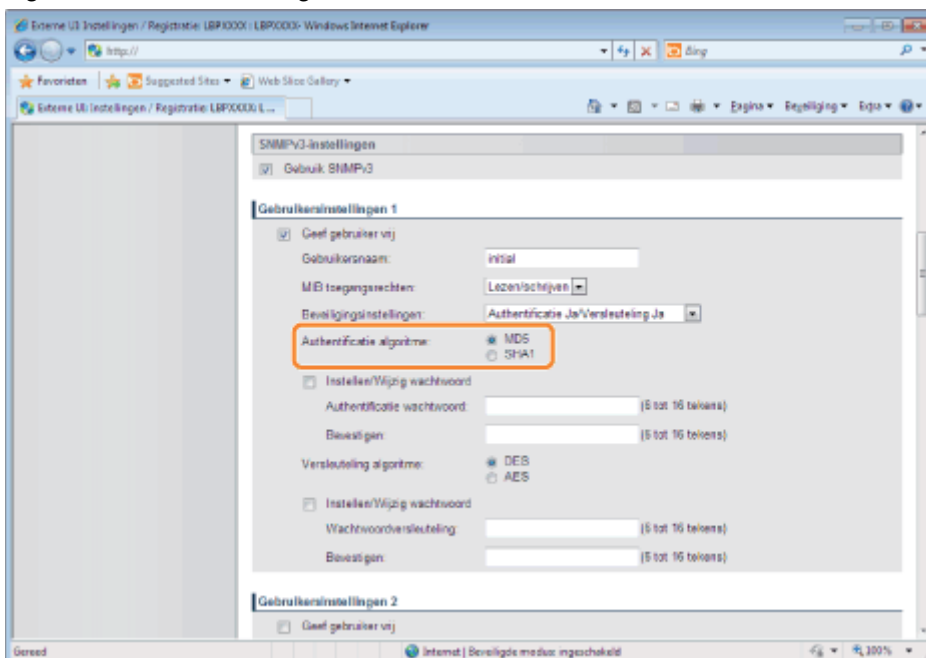 Externe UI: Instellingen / Registratie: LBPXXXX : LBPXXXX- Windows Internet Explorer
http://
Bing
Favorieten Suggested Sites Web Slice Gallery
Externe UI: Instellingen / Registratie: LBPXXXX: L...
Pagina Beveiliging Extra
SNMPv3-instellingen
Gebruik SNMPv3
Gebruikersinstellingen 1
Geef gebruiker vrij
Gebruikersnaam: initial
MIB toegangsrechten: Lezen/schrijven
Beveiligingsinstellingen: Authentificatie Ja/Versleuteling Ja
Authentificatie algoritme: MD5
SHA1
Instellen/Wijzig wachtwoord
Authentificatie wachtwoord: (6 tot 16 tekens)
Bevestigen: (6 tot 16 tekens)
Versleuteling algoritme: DES
AES
Instellen/Wijzig wachtwoord
Wachtwoordversleuteling: (6 tot 16 tekens)
Bevestigen: (6 tot 16 tekens)
Gebruikersinstellingen 2
Geef gebruiker vrij
Gereed Internet | Beveiligde modus: ingeschakeld 100%